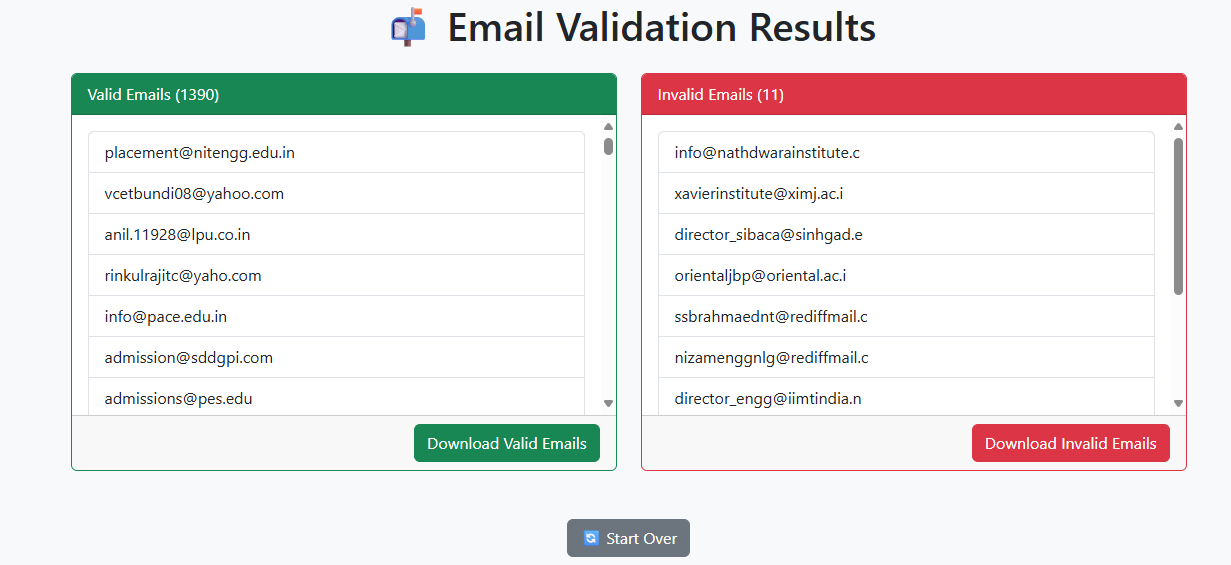 Email Validation Results
Valid Emails (1390)
placement@nitengg.edu.in
vcetbundi08@yahoo.com
anil.11928@lpu.co.in
rinkulrajitc@yaho.com
info@pace.edu.in
admission@sddgpi.com
admissions@pes.edu
Download Valid Emails
Invalid Emails (11)
info@nathdwarainstitute.c
xavierinstitute@ximj.ac.i
director_sibaca@sinhgad.e
orientaljbp@oriental.ac.i
ssbrahmaednt@rediffmail.c
nizamenggnlg@rediffmail.c
director_engg@iimtindia.n
Download Invalid Emails
Start Over